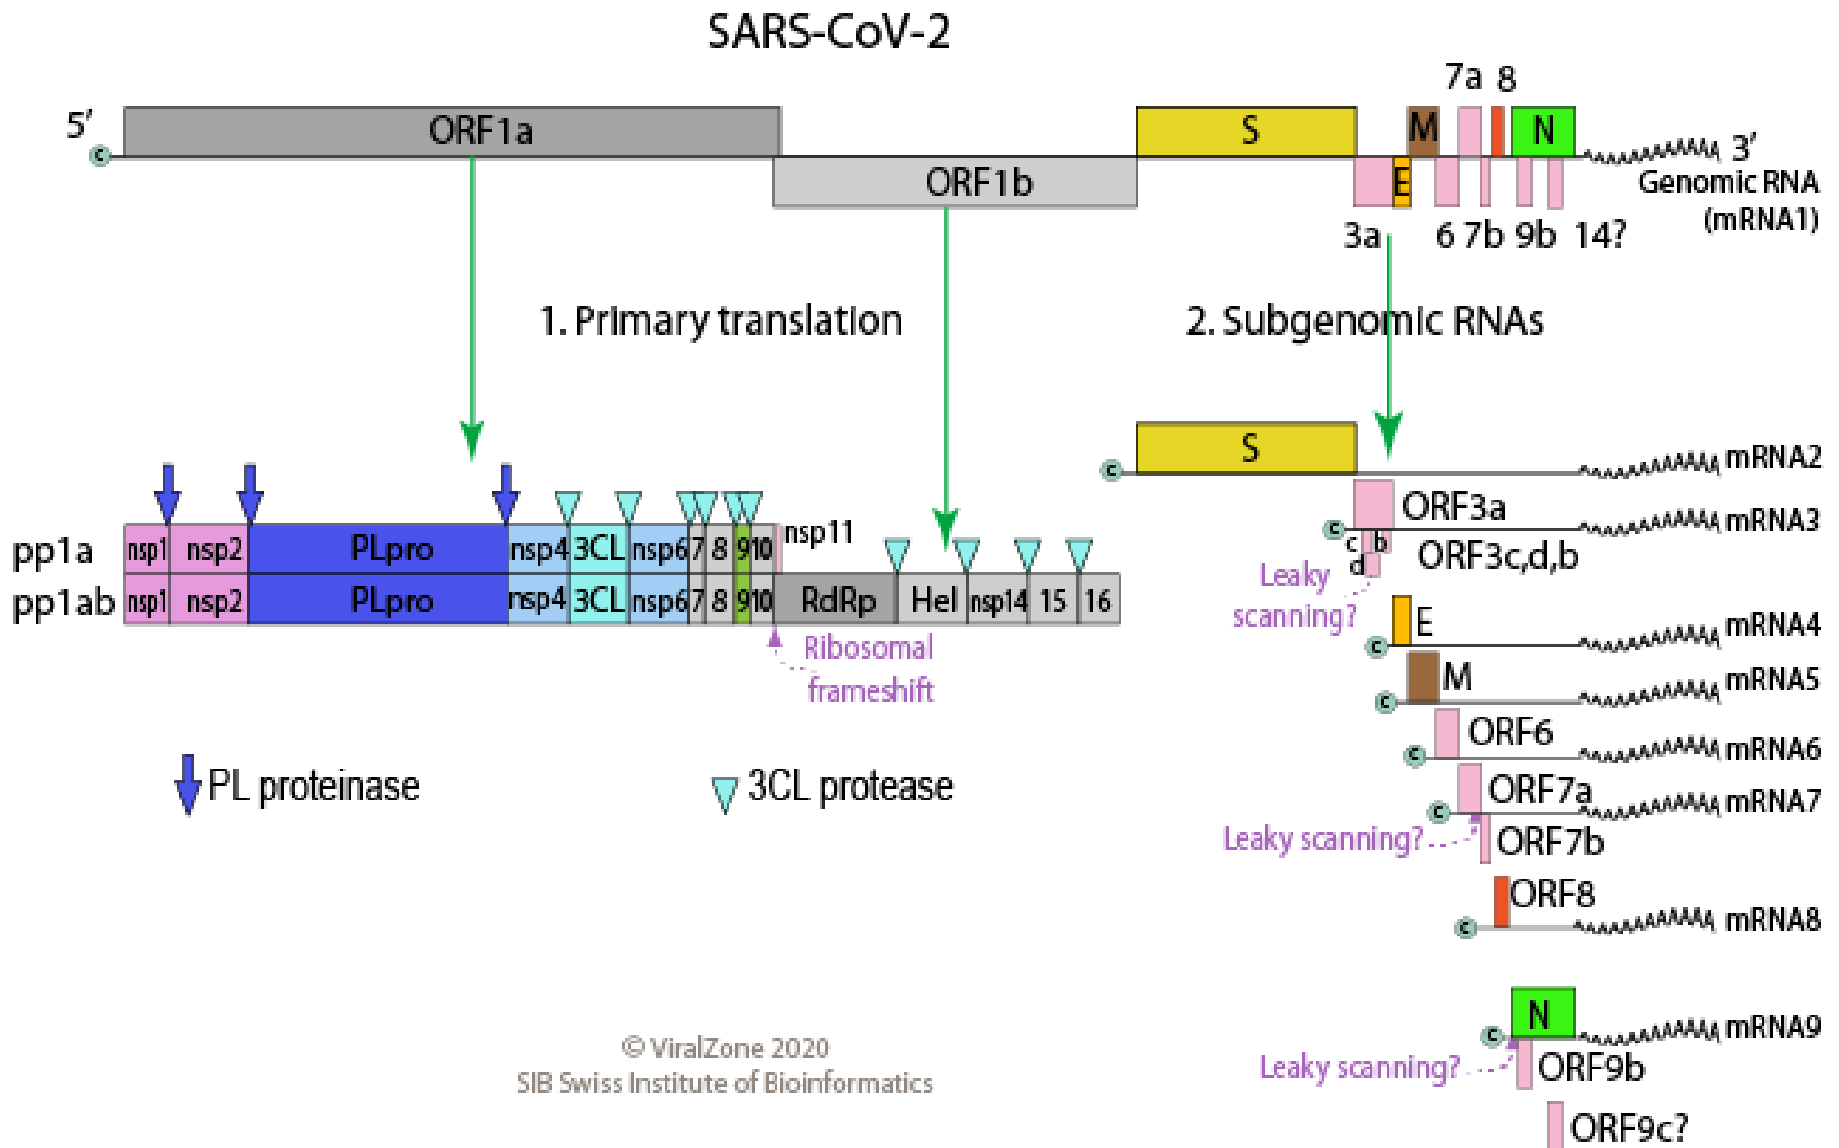 SARS-CoV-2
7a 8
5′ ORF1a S M N 3′
c
ORF1b E Genomic RNA
(mRNA1)
3a 6 7b 9b 14?
1. Primary translation 2. Subgenomic RNAs
S mRNA2
c
ORF3a mRNA3
c
c b ORF3c,d,b
d
Leaky
scanning?
pp1a nsp1 nsp2 PLpro nsp4 3CL nsp6 7 8 9 10 nsp11
pp1ab nsp1 nsp2 PLpro nsp4 3CL nsp6 7 8 9 10 RdRp Hel nsp14 15 16
Ribosomal
frameshift
E mRNA4
c
M mRNA5
c
ORF6 mRNA6
c
PL proteinase 3CL protease
ORF7a mRNA7
c
Leaky scanning? ORF7b
ORF8 mRNA8
c
N mRNA9
c
Leaky scanning? ORF9b
ORF9c?
© ViralZone 2020
SIB Swiss Institute of Bioinformatics